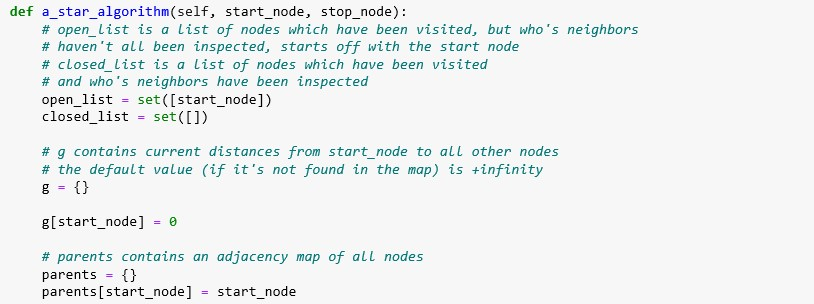 def a_star_algorithm(self, start_node, stop_node):
    # open_list is a list of nodes which have been visited, but who's neighbors
    # haven't all been inspected, starts off with the start node
    # closed_list is a list of nodes which have been visited
    # and who's neighbors have been inspected
    open_list = set([start_node])
    closed_list = set([])

    # g contains current distances from start_node to all other nodes
    # the default value (if it's not found in the map) is +infinity
    g = {}

    g[start_node] = 0

    # parents contains an adjacency map of all nodes
    parents = {}
    parents[start_node] = start_node